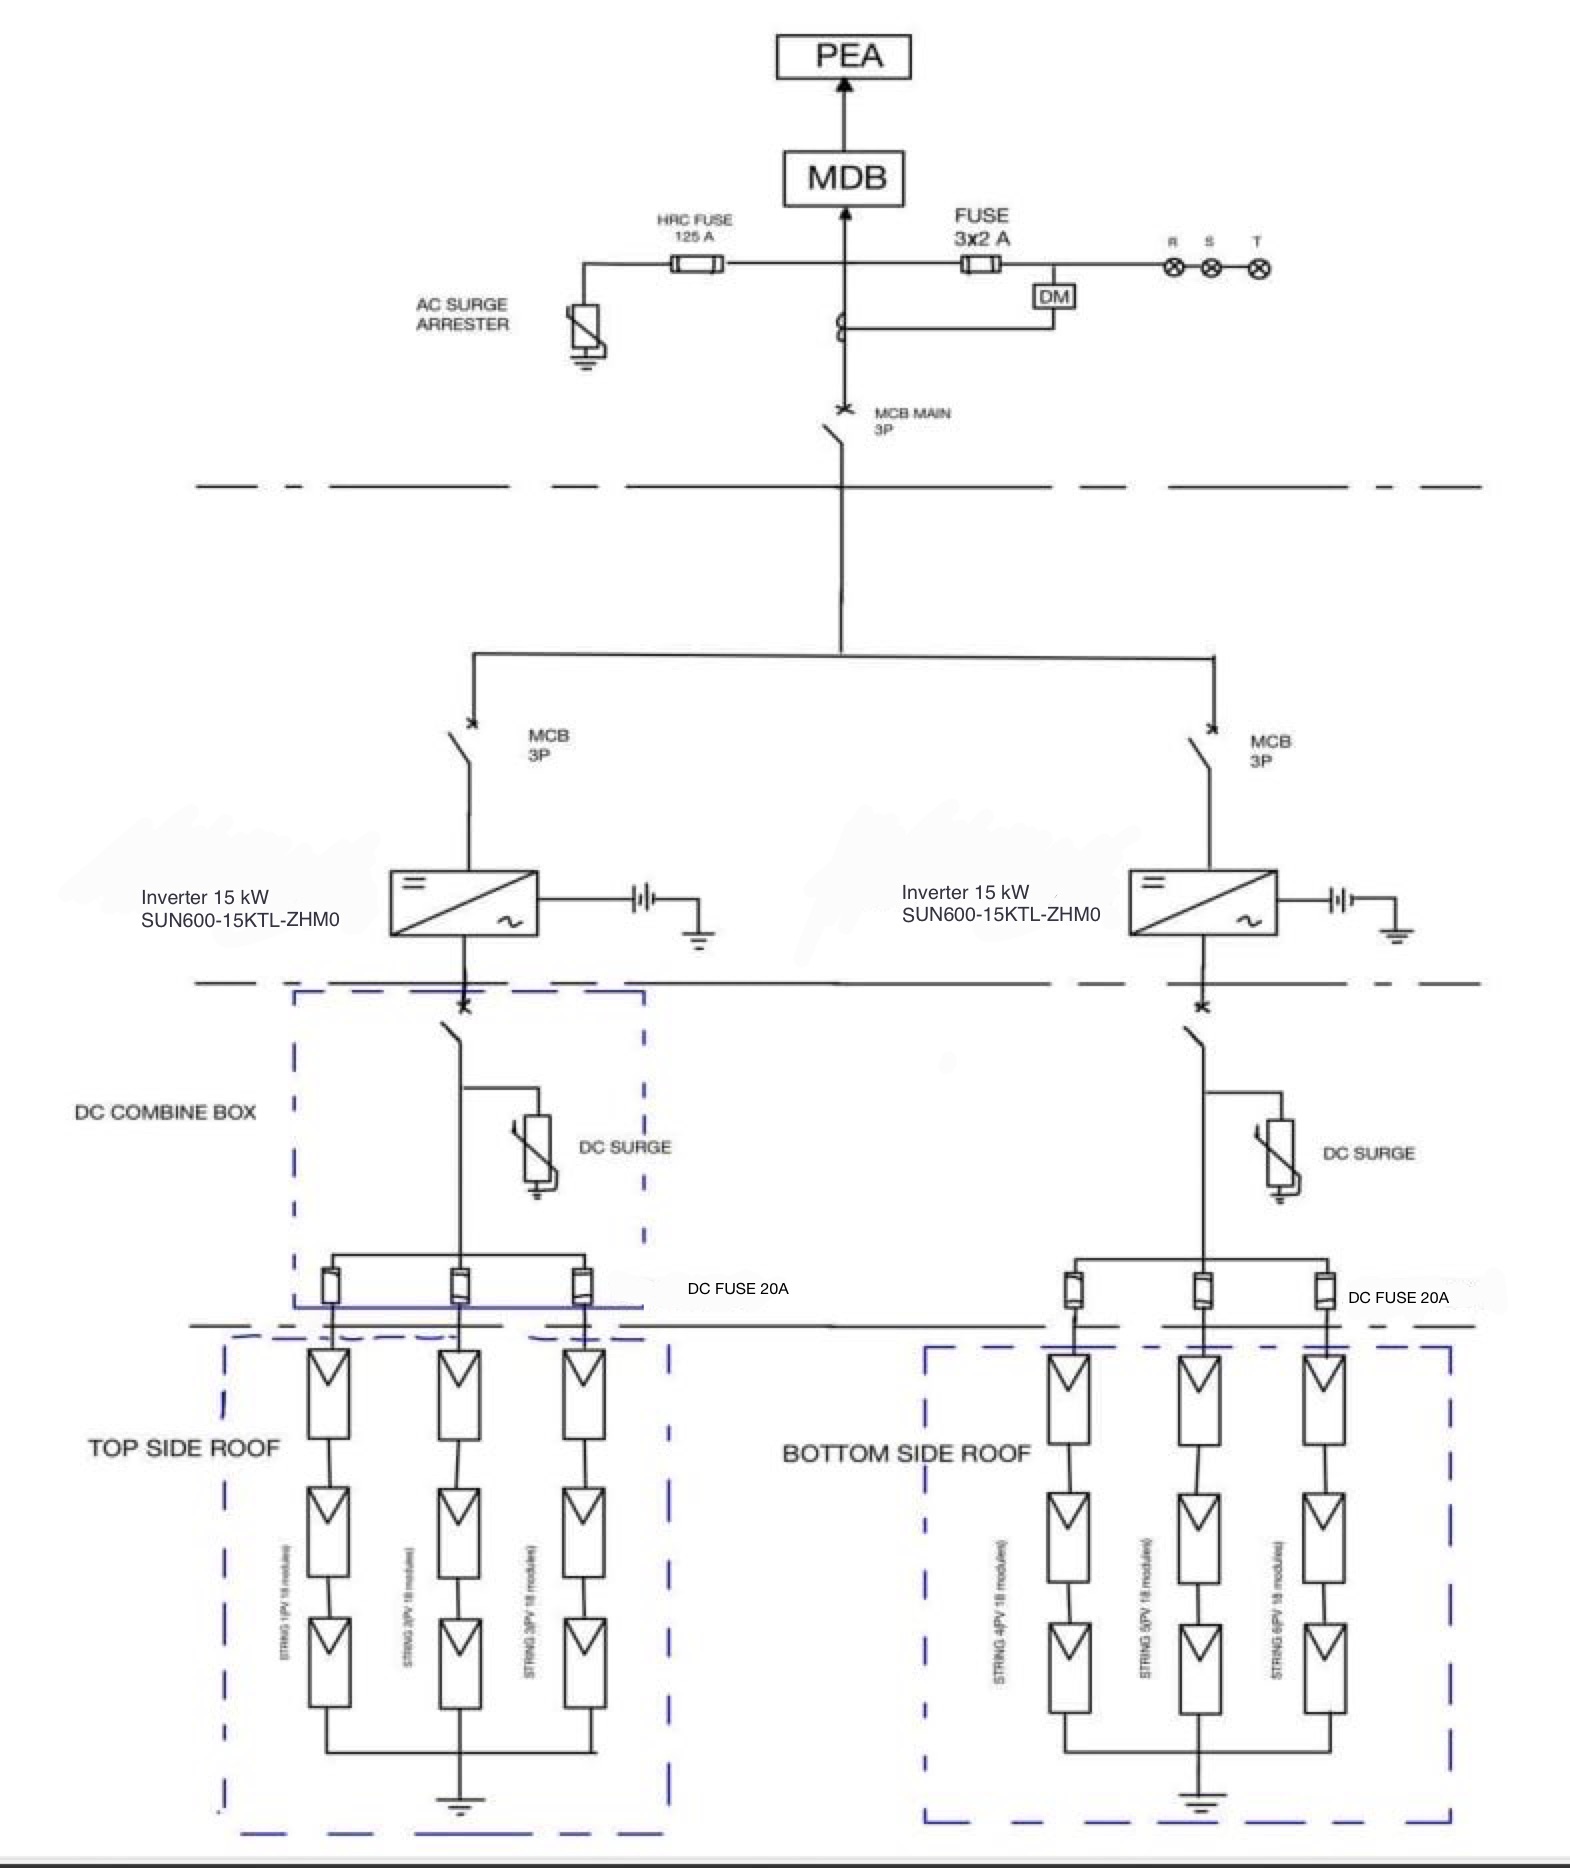 PEA
MDB
HRC FUSE
125 A
FUSE
3x2 A
R S T
DM
AC SURGE
ARRESTER
MCB MAIN
3P
MCB
3P
MCB
3P
Inverter 15 kW
SUN600-15KTL-ZHM0
Inverter 15 kW
SUN600-15KTL-ZHM0
DC COMBINE BOX
DC SURGE
DC SURGE
DC FUSE 20A
DC FUSE 20A
TOP SIDE ROOF
BOTTOM SIDE ROOF
STRING 1(PV 18 modules)
STRING 2(PV 18 modules)
STRING 3(PV 18 modules)
STRING 4(PV 18 modules)
STRING 5(PV 18 modules)
STRING 6(PV 18 modules)